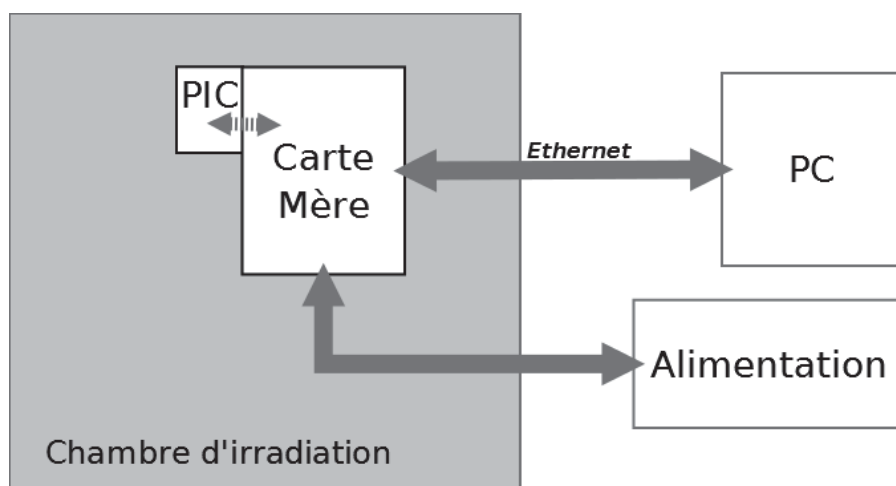 PIC
Carte
Mère
Ethernet
PC
Alimentation
Chambre d'irradiation